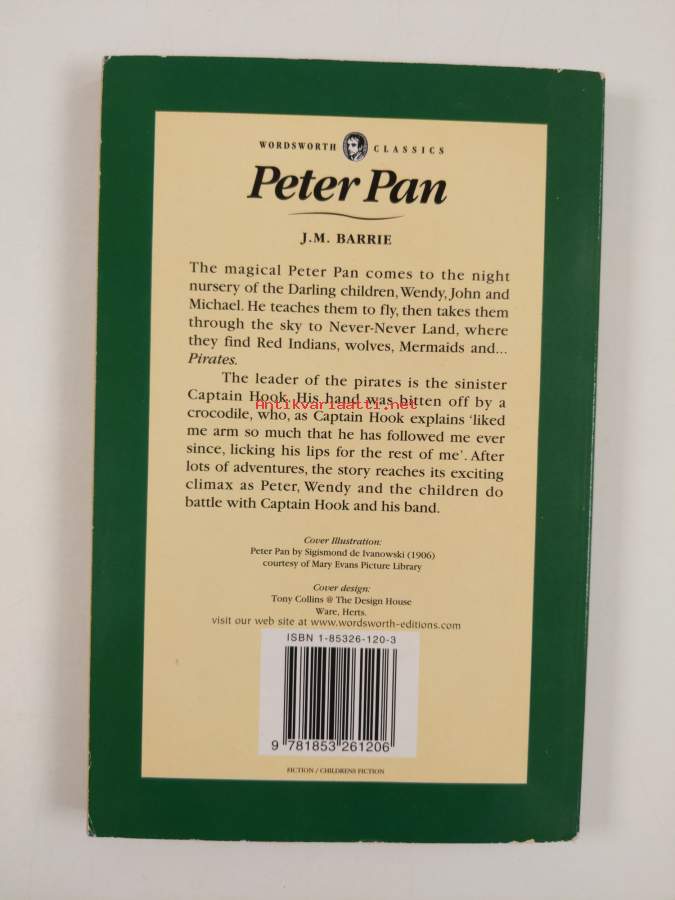 WORDSWORTH CLASSICS
Peter Pan
J.M. BARRIE
The magical Peter Pan comes to the night
nursery of the Darling children, Wendy, John and
Michael. He teaches them to fly, then takes them
through the sky to Never-Never Land, where
they find Red Indians, wolves, Mermaids and...
Pirates.
The leader of the pirates is the sinister
Captain Hook. His hand was bitten off by a
Antikvariaatti.net
crocodile, who, as Captain Hook explains ‘liked
me arm so much that he has followed me ever
since, licking his lips for the rest of me’. After
lots of adventures, the story reaches its exciting
climax as Peter, Wendy and the children do
battle with Captain Hook and his band.
Cover Illustration:
Peter Pan by Sigismond de Ivanowski (1906)
courtesy of Mary Evans Picture Library
Cover design:
Tony Collins @ The Design House
Ware, Herts.
visit our web site at www.wordsworth-editions.com
ISBN 1-85326-120-3
9 781853 261206
FICTION / CHILDRENS FICTION